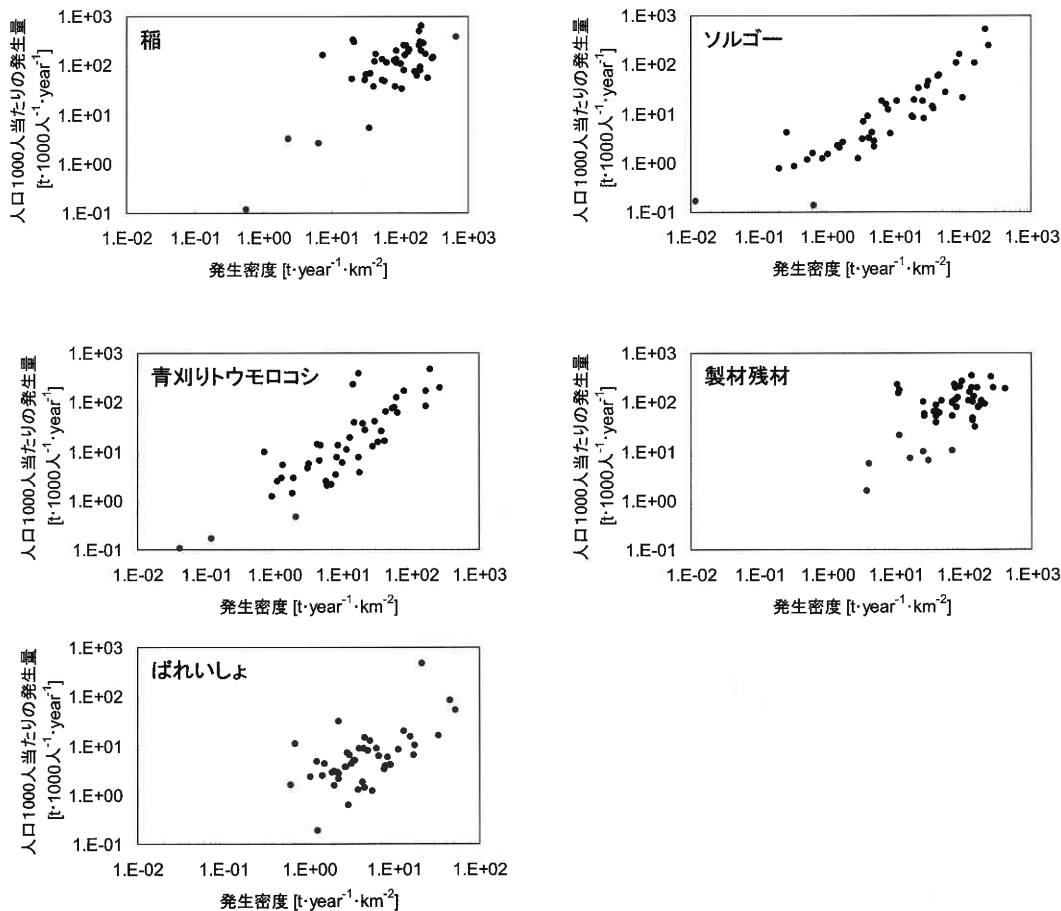 稲
人口1000人当たりの発生量
[t·1000人⁻¹·year⁻¹]
1.E+03
1.E+02
1.E+01
1.E+00
1.E-01
1.E-02 1.E-01 1.E+00 1.E+01 1.E+02 1.E+03
発生密度 [t·year⁻¹·km⁻²]
ソルゴー
人口1000人当たりの発生量
[t·1000人⁻¹·year⁻¹]
1.E+03
1.E+02
1.E+01
1.E+00
1.E-01
1.E-02 1.E-01 1.E+00 1.E+01 1.E+02 1.E+03
発生密度 [t·year⁻¹·km⁻²]
青刈りトウモロコシ
人口1000人当たりの発生量
[t·1000人⁻¹·year⁻¹]
1.E+03
1.E+02
1.E+01
1.E+00
1.E-01
1.E-02 1.E-01 1.E+00 1.E+01 1.E+02 1.E+03
発生密度 [t·year⁻¹·km⁻²]
製材残材
人口1000人当たりの発生量
[t·1000人⁻¹·year⁻¹]
1.E+03
1.E+02
1.E+01
1.E+00
1.E-01
1.E-02 1.E-01 1.E+00 1.E+01 1.E+02 1.E+03
発生密度 [t·year⁻¹·km⁻²]
ばれいしょ
人口1000人当たりの発生量
[t·1000人⁻¹·year⁻¹]
1.E+03
1.E+02
1.E+01
1.E+00
1.E-01
1.E-02 1.E-01 1.E+00 1.E+01 1.E+02
発生密度 [t·year⁻¹·km⁻²]